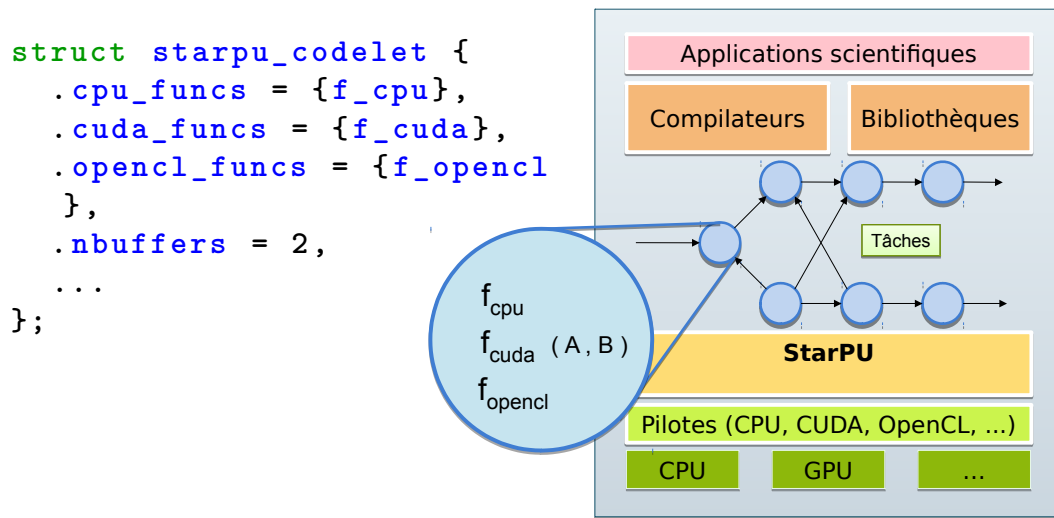 struct starpu_codelet {
.cpu_funcs = {f_cpu},
.cuda_funcs = {f_cuda},
.opencl_funcs = {f_opencl
},
.nbuffers = 2,
...
};
Applications scientifiques
Compilateurs Bibliothèques
Tâches
f_cpu
f_cuda (A,B)
f_opencl
StarPU
Pilotes (CPU, CUDA, OpenCL, ...)
CPU GPU ...